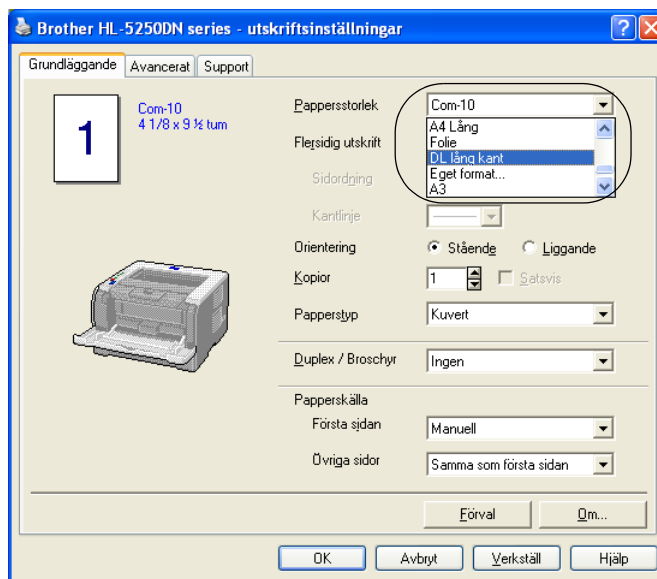 Brother HL-5250DN series - utskriftsinställningar
Grundläggande Avancerat Support
1
Com-10
4 1/8 x 9 ½ tum
Pappersstorlek Com-10
A4 Lång
Folie
DL lång kant
Eget format...
A3
Flersidig utskrift
Sidordning
Kantlinje
Orientering Stående Liggande
Kopior 1 Satsvis
Papperstyp Kuvert
Duplex / Broschyr Ingen
Papperskälla
Första sidan Manuell
Övriga sidor Samma som första sidan
Förval Om...
OK Avbryt Verkställ Hjälp